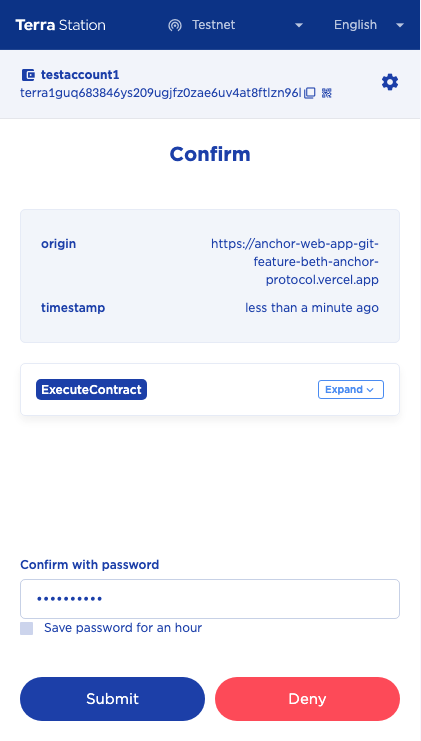 Terra Station Testnet English
testaccount1
terra1guq683846ys209ugjfz0zae6uv4at8ftlzn96l
Confirm
origin https://anchor-web-app-git-
feature-beth-anchor-
protocol.vercel.app
timestamp less than a minute ago
ExecuteContract Expand
Confirm with password
••••••••••
Save password for an hour
Submit Deny